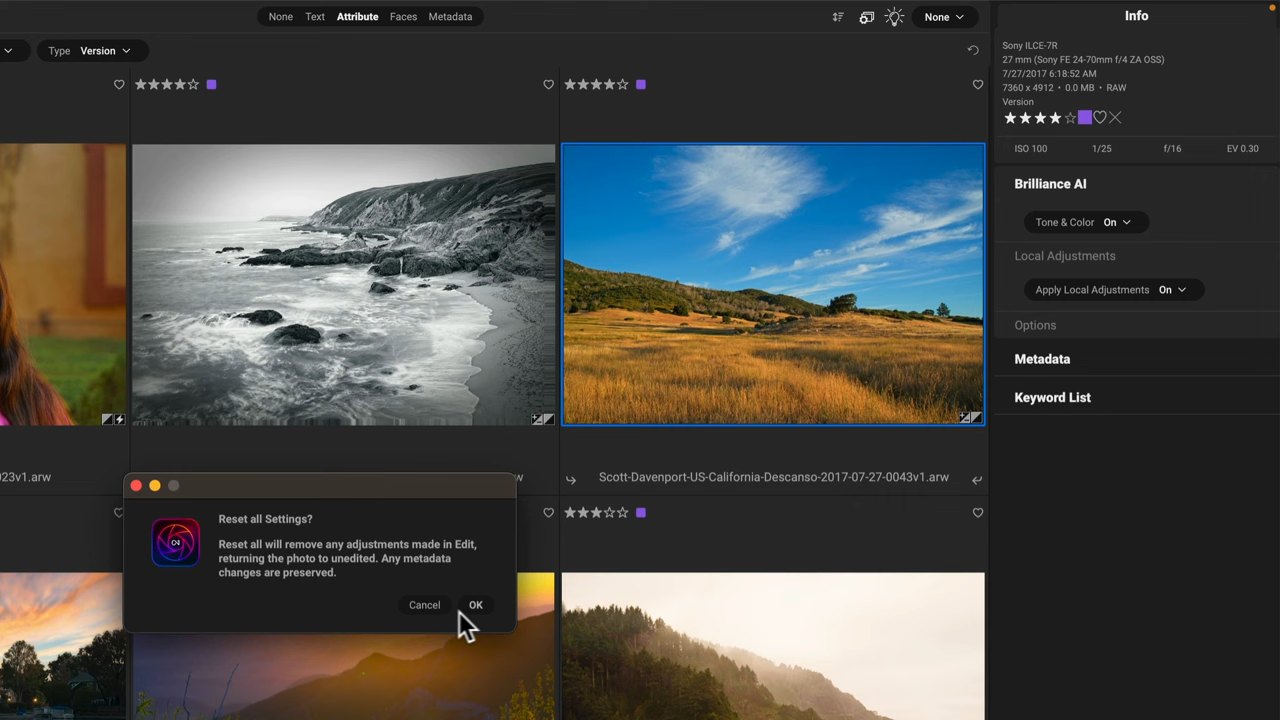 None Text Attribute Faces Metadata
None
Type Version
Info
Sony ILCE-7R
27 mm (Sony FE 24-70mm f/4 ZA OSS)
7/27/2017 6:18:52 AM
7360 x 4912 • 0.0 MB • RAW
Version
ISO 100 1/25 f/16 EV 0.30
Brilliance AI
Tone & Color On
Local Adjustments
Apply Local Adjustments On
Options
Metadata
Keyword List
023v1.arw
w
Scott-Davenport-US-California-Descanso-2017-07-27-0043v1.arw
Reset all Settings?
Reset all will remove any adjustments made in Edit,
returning the photo to unedited. Any metadata
changes are preserved.
Cancel OK